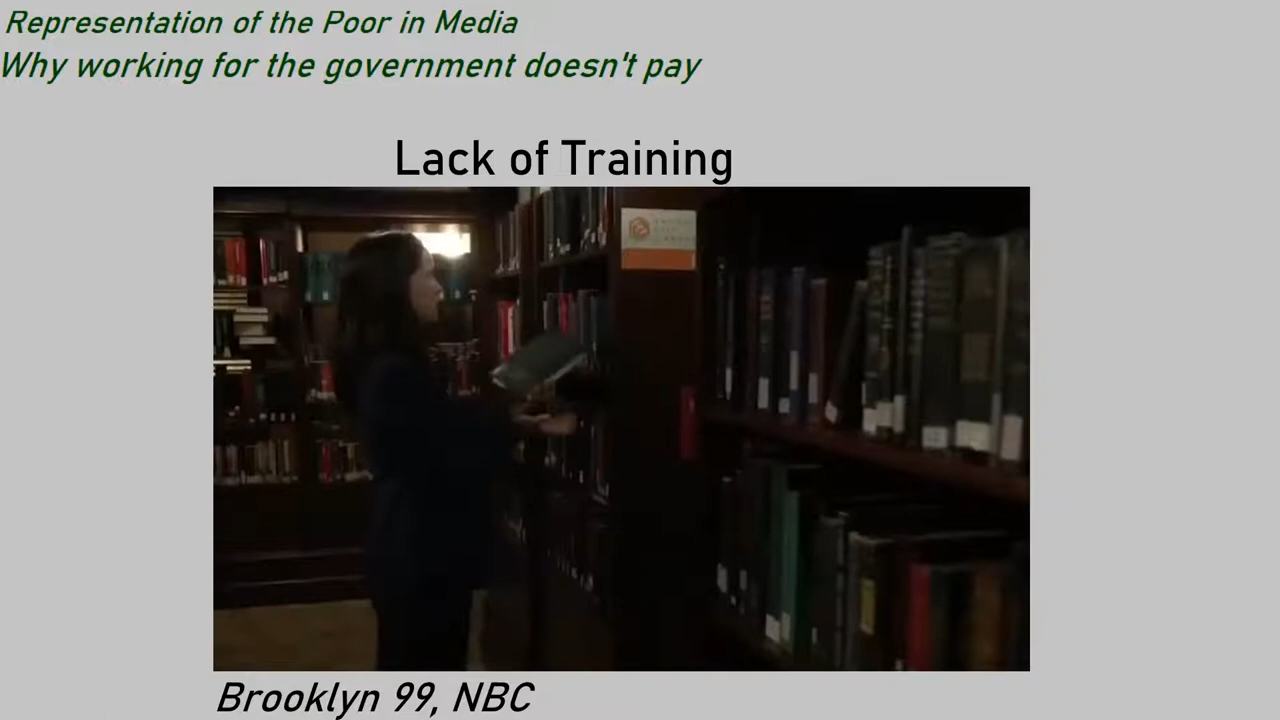 Representation of the Poor in Media
Why working for the government doesn't pay
Lack of Training
Brooklyn 99, NBC